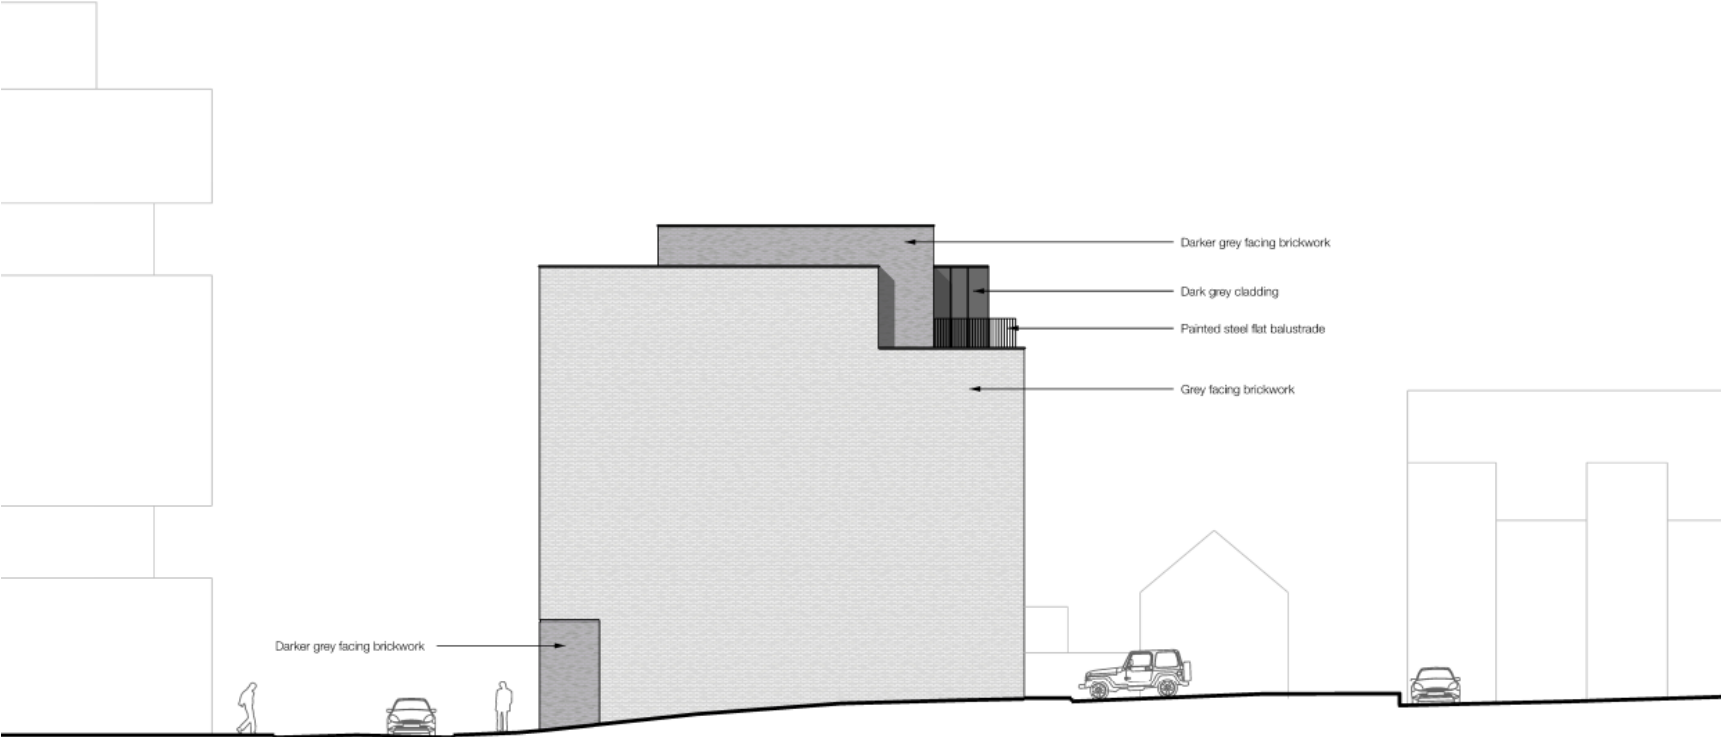 Darker grey facing brickwork
Dark grey cladding
Painted steel flat balustrade
Grey facing brickwork
Darker grey facing brickwork